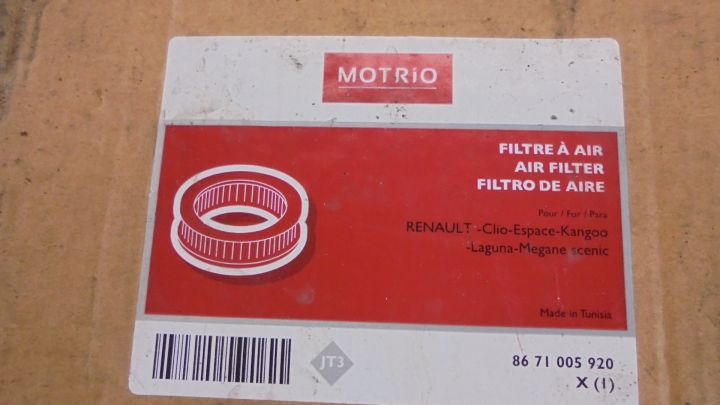 MOTRIO
FILTRE À AIR
AIR FILTER
FILTRO DE AIRE
Pour / For / Para
RENAULT -Clio-Espace-Kangoo
-Laguna-Megane scenic
Made in Tunisia
JT3
86 71 005 920
X (1)